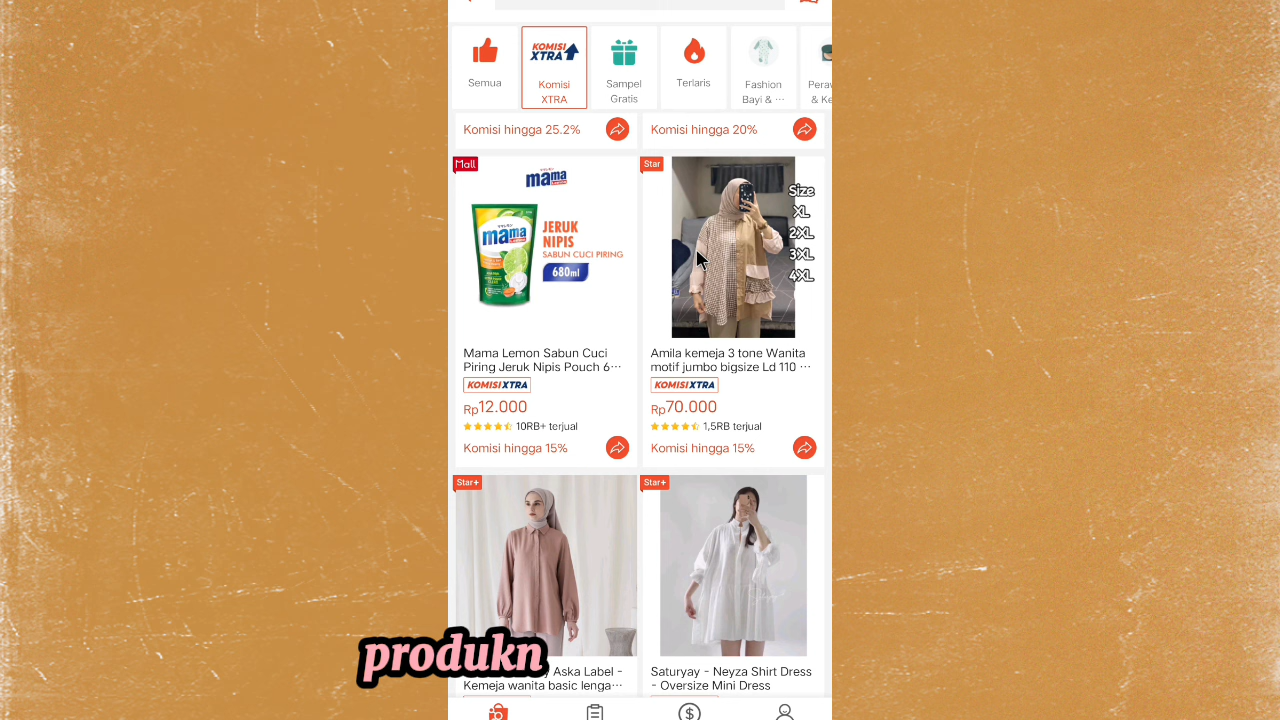 KOMISI
XTRA
Semua
Komisi
XTRA
Sampel
Gratis
Terlaris
Fashion
Bayi & ···
Komisi hingga 25.2%
Komisi hingga 20%
Mall
mama
mama
JERUK
NIPIS
SABUN CUCI PIRING
680ml
Mama Lemon Sabun Cuci
Piring Jeruk Nipis Pouch 6···
KOMISI XTRA
Rp12.000
10RB+ terjual
Komisi hingga 15%
Star
Size
XL
2XL
3XL
4XL
Amila kemeja 3 tone Wanita
motif jumbo bigsize Ld 110 ···
KOMISI XTRA
Rp70.000
1,5RB terjual
Komisi hingga 15%
Star+
Aska Label -
Kemeja wanita basic lenga···
Star+
Saturyay - Neyza Shirt Dress
- Oversize Mini Dress
produkn